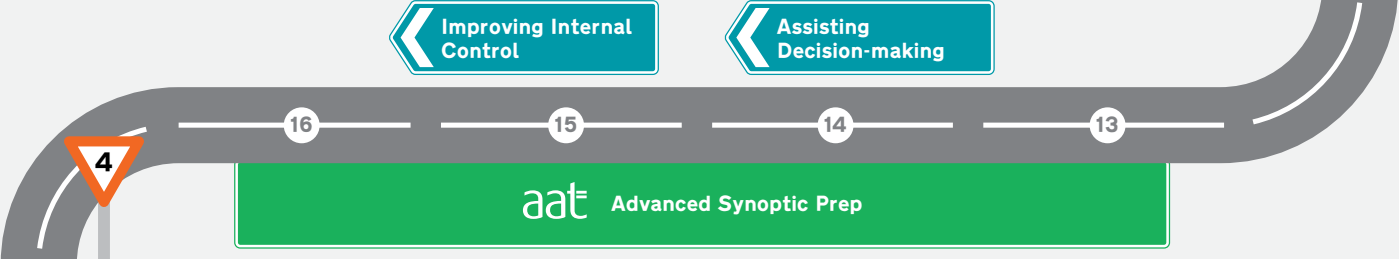 Improving Internal
Control
Assisting
Decision-making
16
15
14
13
4
aat Advanced Synoptic Prep